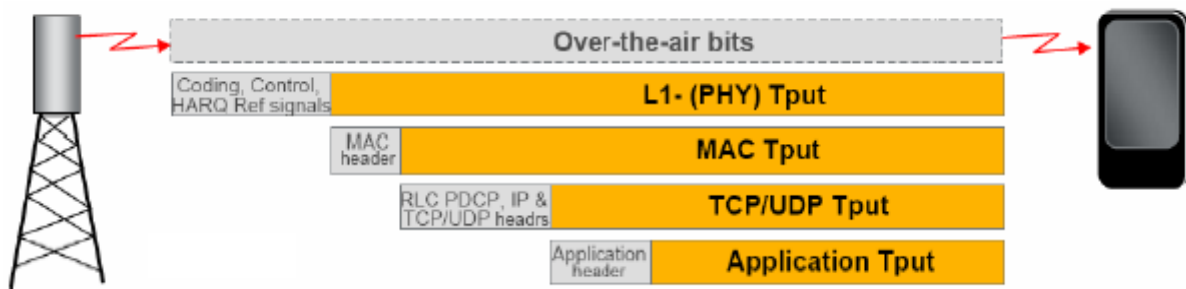 Over-the-air bits
Coding, Control,
HARQ Ref signals
L1- (PHY) Tput
MAC
header
MAC Tput
RLC PDCP, IP &
TCP/UDP headrs
TCP/UDP Tput
Application
header
Application Tput